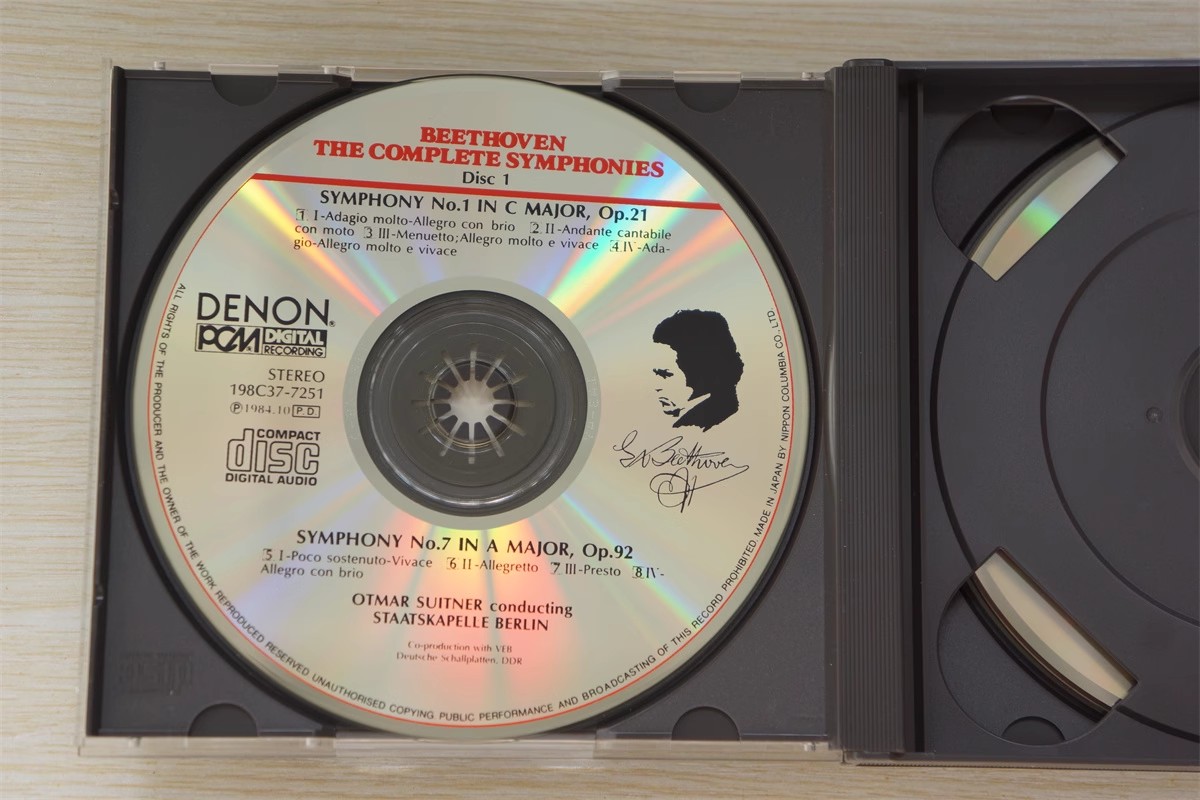 BEETHOVEN
THE COMPLETE SYMPHONIES
Disc 1
SYMPHONY No.1 IN C MAJOR, Op.21
1 I-Adagio molto-Allegro con brio 2 II-Andante cantabile
con moto 3 III-Menuetto;Allegro molto e vivace 4 IV-Ada-
gio-Allegro molto e vivace
DENON®
PCM DIGITAL
RECORDING
STEREO
198C37-7251
Ⓟ1984.10 P.D.
COMPACT
disc
DIGITAL AUDIO
Beethoven
SYMPHONY No.7 IN A MAJOR, Op.92
5 I-Poco sostenuto-Vivace 6 II-Allegretto 7 III-Presto 8 IV-
Allegro con brio
OTMAR SUITNER conducting
STAATSKAPELLE BERLIN
Co-production with VEB
Deutsche Schallplatten, DDR
ALL RIGHTS OF THE PRODUCER AND THE OWNER OF THE WORK REPRODUCED RESERVED UNAUTHORISED COPYING, PUBLIC PERFORMANCE AND BROADCASTING OF THIS RECORD PROHIBITED. MADE IN JAPAN BY NIPPON COLUMBIA CO., LTD.